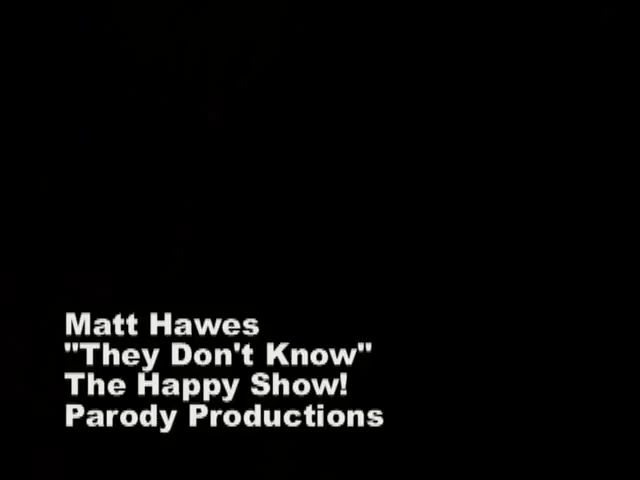 Matt Hawes
"They Don't Know"
The Happy Show!
Parody Productions